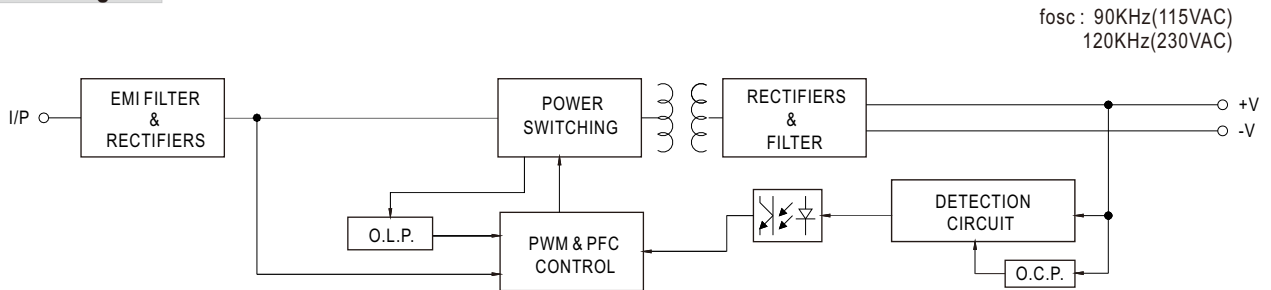 fosc : 90KHz(115VAC)
120KHz(230VAC)
I/P
EMI FILTER
&
RECTIFIERS
POWER
SWITCHING
RECTIFIERS
&
FILTER
+V
-V
O.L.P.
PWM & PFC
CONTROL
DETECTION
CIRCUIT
O.C.P.